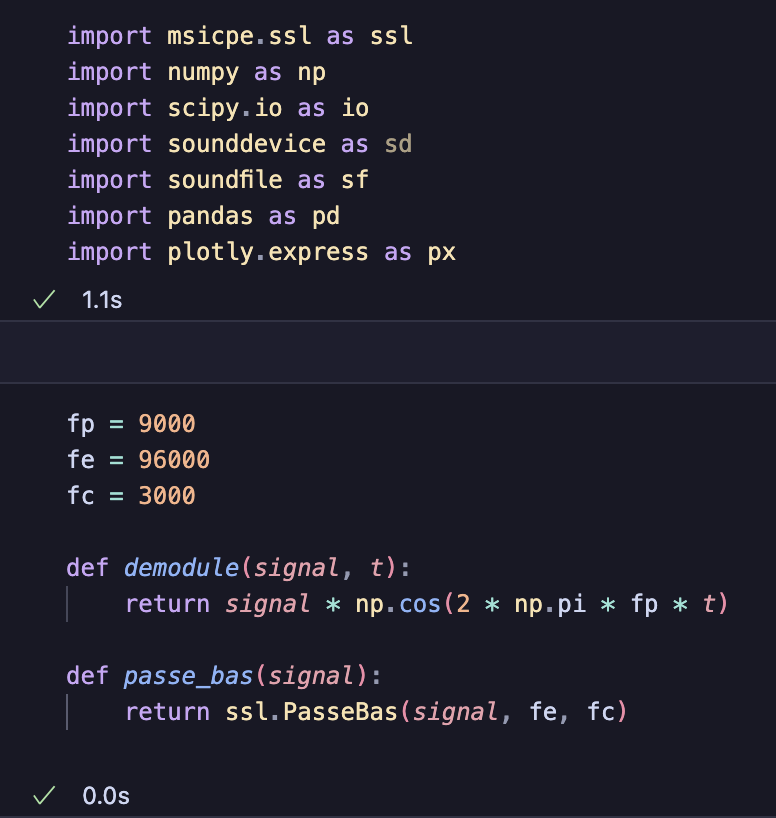 import msicpe.ssl as ssl
import numpy as np
import scipy.io as io
import sounddevice as sd
import soundfile as sf
import pandas as pd
import plotly.express as px
✓ 1.1s
fp = 9000
fe = 96000
fc = 3000
def demodule(signal, t):
    return signal * np.cos(2 * np.pi * fp * t)
def passe_bas(signal):
    return ssl.PasseBas(signal, fe, fc)
✓ 0.0s